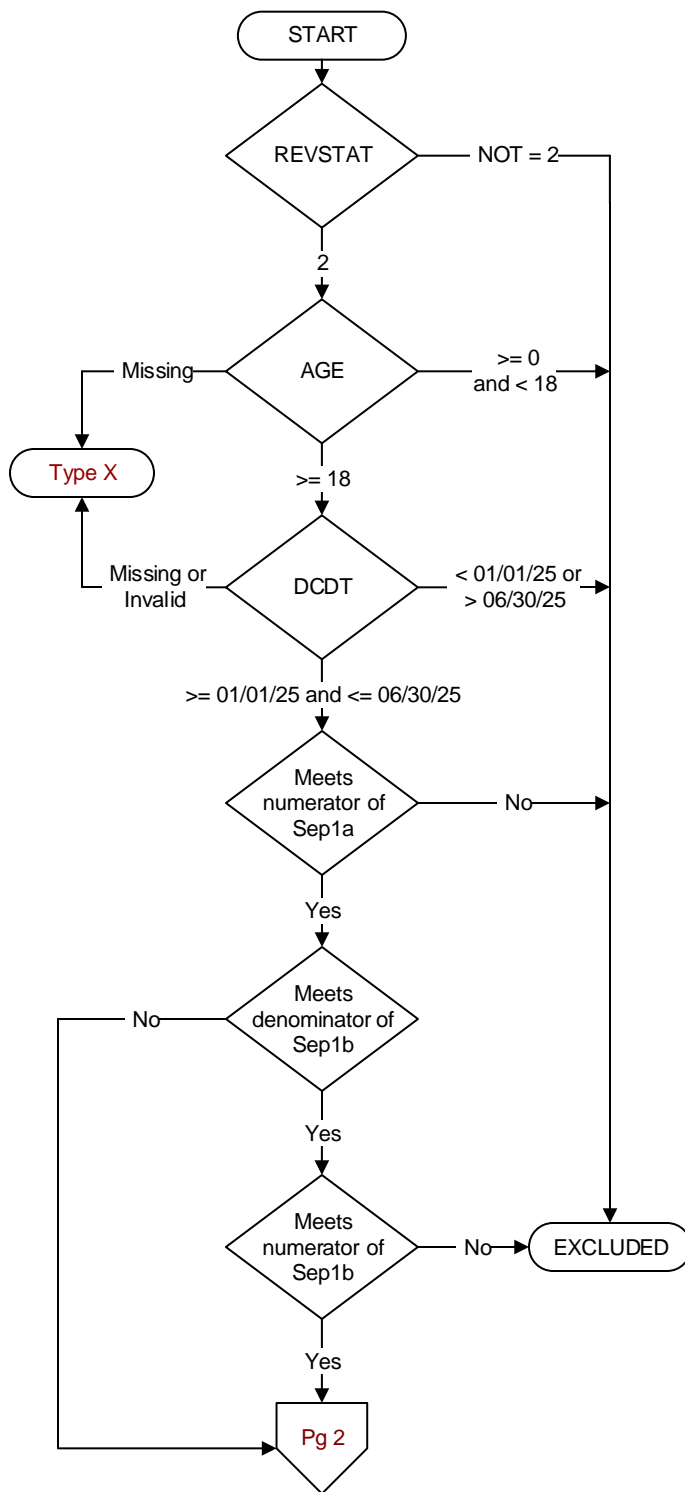 START
REVSTAT
NOT = 2
2
AGE
Missing
>= 0
and < 18
Type X
>= 18
DCDT
Missing or
Invalid
< 01/01/25 or
> 06/30/25
>= 01/01/25 and <= 06/30/25
Meets
numerator of
Sep1a
No
Yes
Meets
denominator of
Sep1b
No
Yes
Meets
numerator of
Sep1b
No
EXCLUDED
Yes
Pg 2